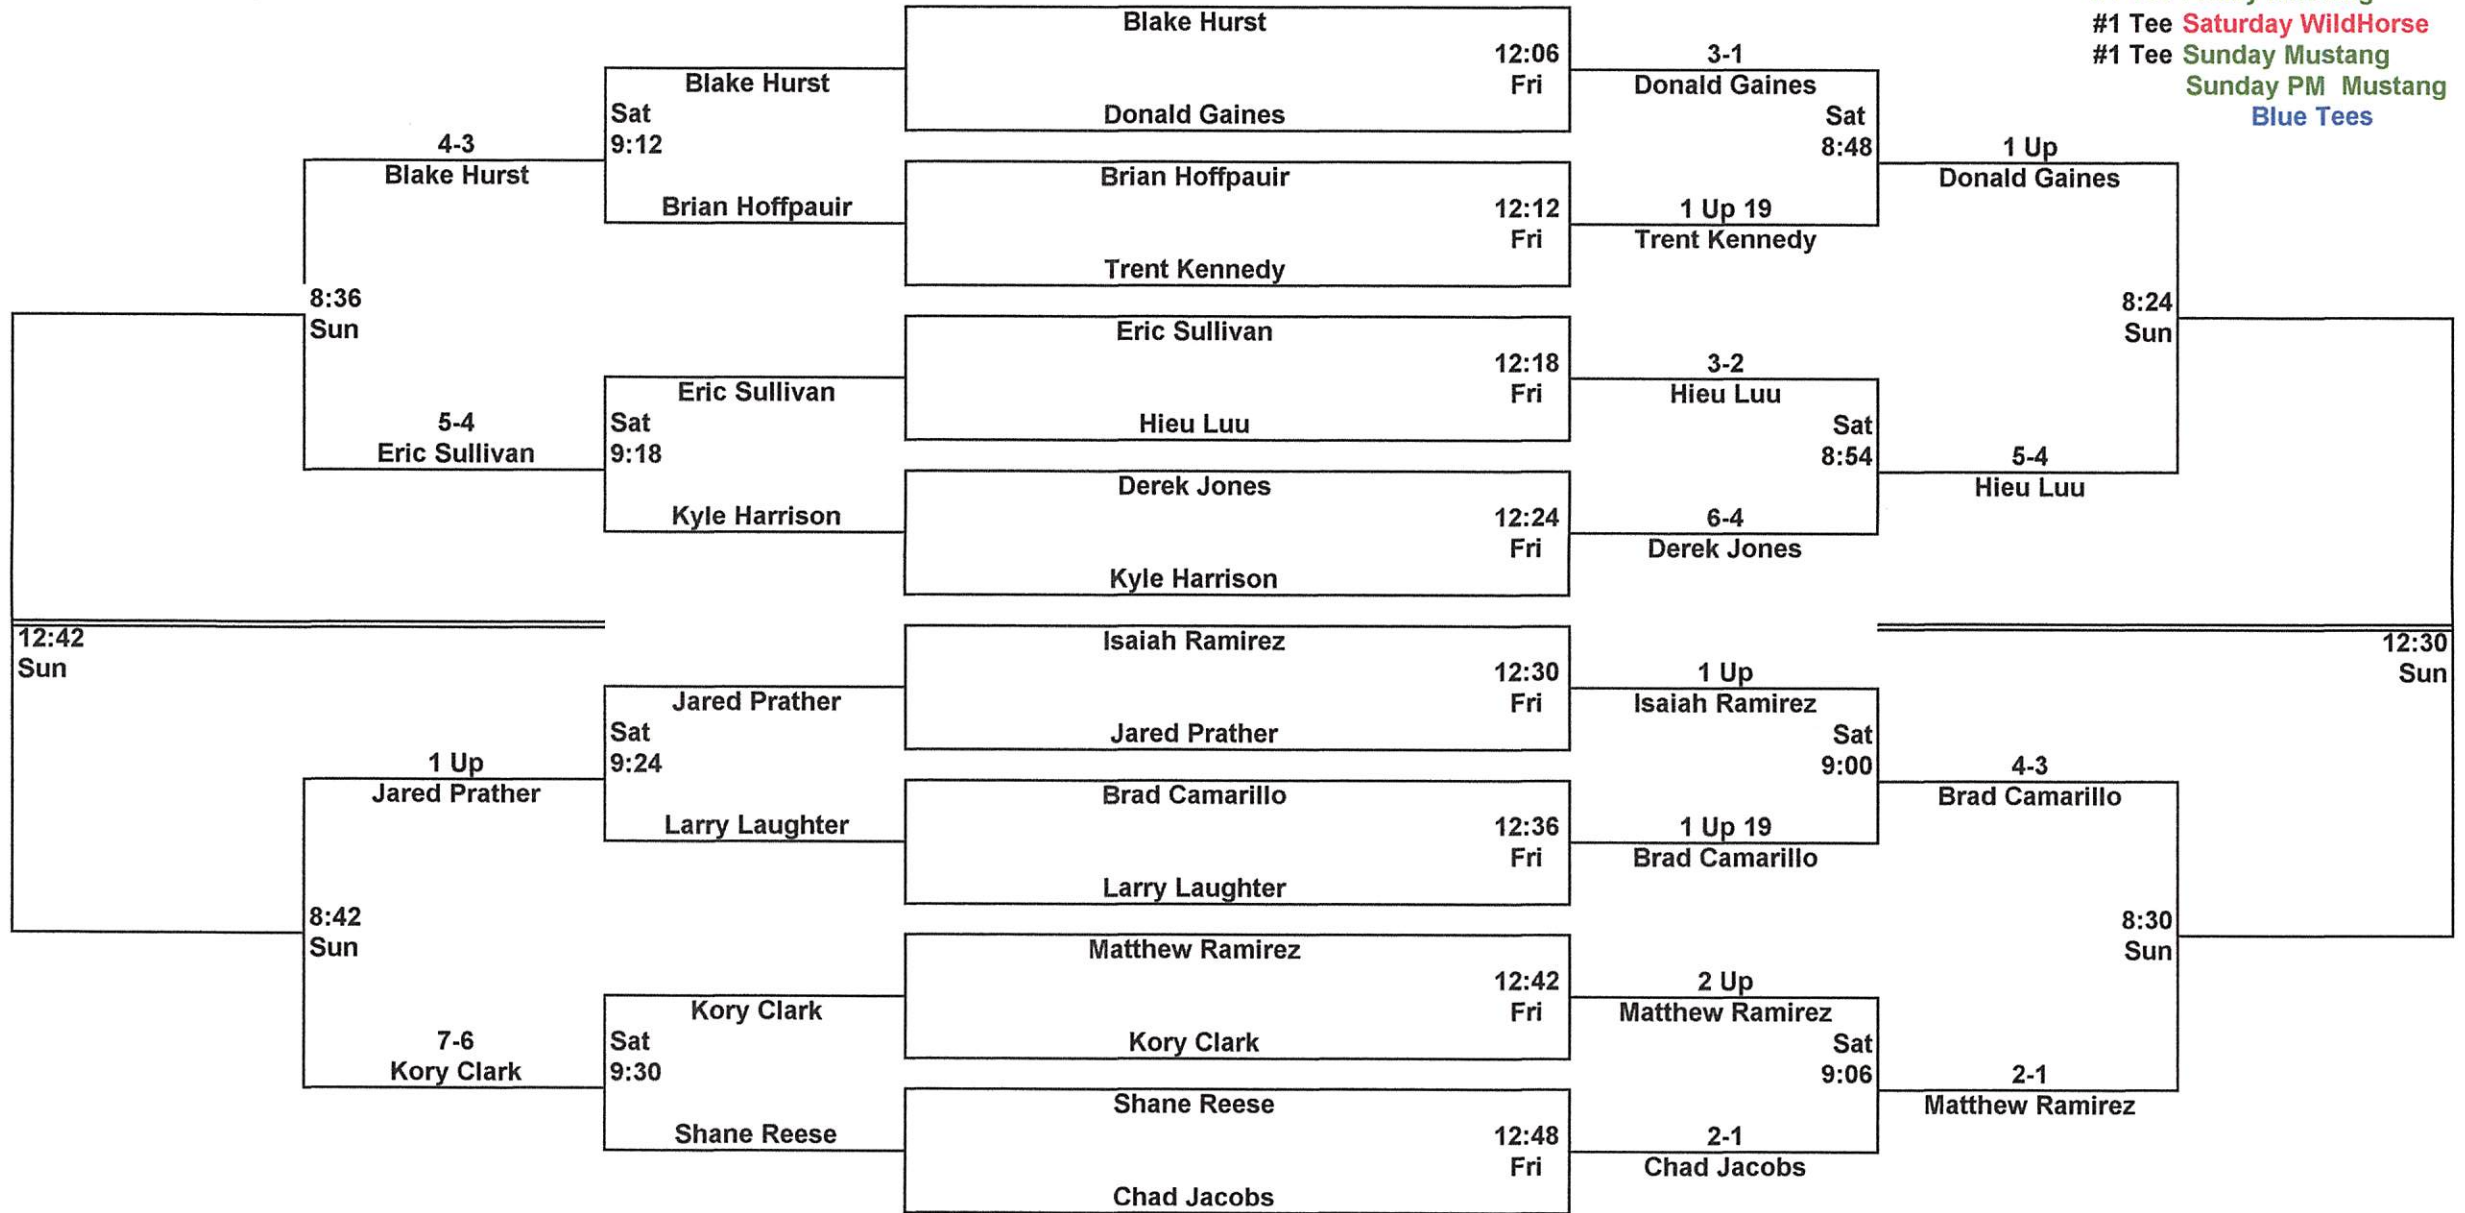 #1 Tee Saturday WildHorse
#1 Tee Sunday Mustang
Sunday PM Mustang
Blue Tees
Blake Hurst
12:06
Fri
Donald Gaines
Brian Hoffpauir
12:12
Fri
Trent Kennedy
Eric Sullivan
12:18
Fri
Hieu Luu
Derek Jones
12:24
Fri
Kyle Harrison
Isaiah Ramirez
12:30
Fri
Jared Prather
Brad Camarillo
12:36
Fri
Larry Laughter
Matthew Ramirez
12:42
Fri
Kory Clark
Shane Reese
12:48
Fri
Chad Jacobs
Blake Hurst
Sat
9:12
Brian Hoffpauir
Eric Sullivan
Sat
9:18
Kyle Harrison
Jared Prather
Sat
9:24
Larry Laughter
Kory Clark
Sat
9:30
Shane Reese
4-3
Blake Hurst
8:36
Sun
5-4
Eric Sullivan
1 Up
Jared Prather
8:42
Sun
7-6
Kory Clark
12:42
Sun
3-1
Donald Gaines
Sat
8:48
1 Up 19
Trent Kennedy
3-2
Hieu Luu
Sat
8:54
6-4
Derek Jones
1 Up
Isaiah Ramirez
Sat
9:00
1 Up 19
Brad Camarillo
2 Up
Matthew Ramirez
Sat
9:06
2-1
Chad Jacobs
1 Up
Donald Gaines
8:24
Sun
5-4
Hieu Luu
4-3
Brad Camarillo
8:30
Sun
2-1
Matthew Ramirez
12:30
Sun